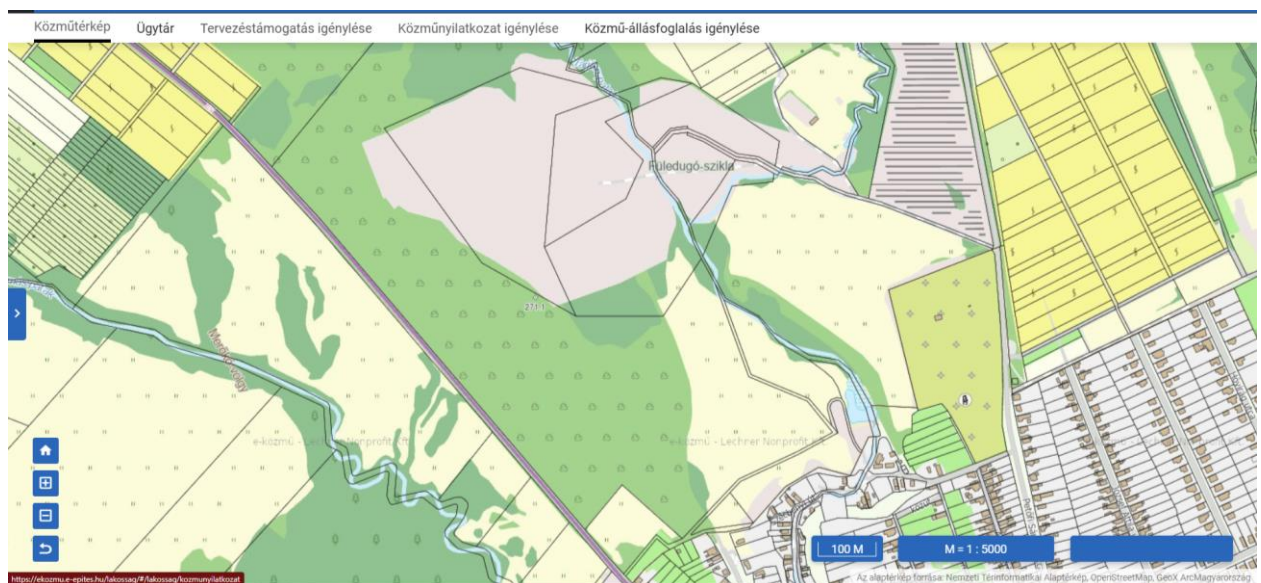 Közműtérkép Ügytár Tervezéstámogatás igénylése Közműnyilatkozat igénylése Közmű-állásfoglalás igénylése
Füledugó-szikla
271.1
e-közmű - Lechner Nonprofit Kft.
e-közmű - Lechner Nonprofit Kft.
100 M
M = 1 : 5000
https://ekozmu.e-epites.hu/lakossag/#/lakossag/kozmunyilatkozat
Az alaptérkép forrása: Nemzeti Térinformatikai Alaptérkép, OpenStreetMap, GeoX ArcMagyarország